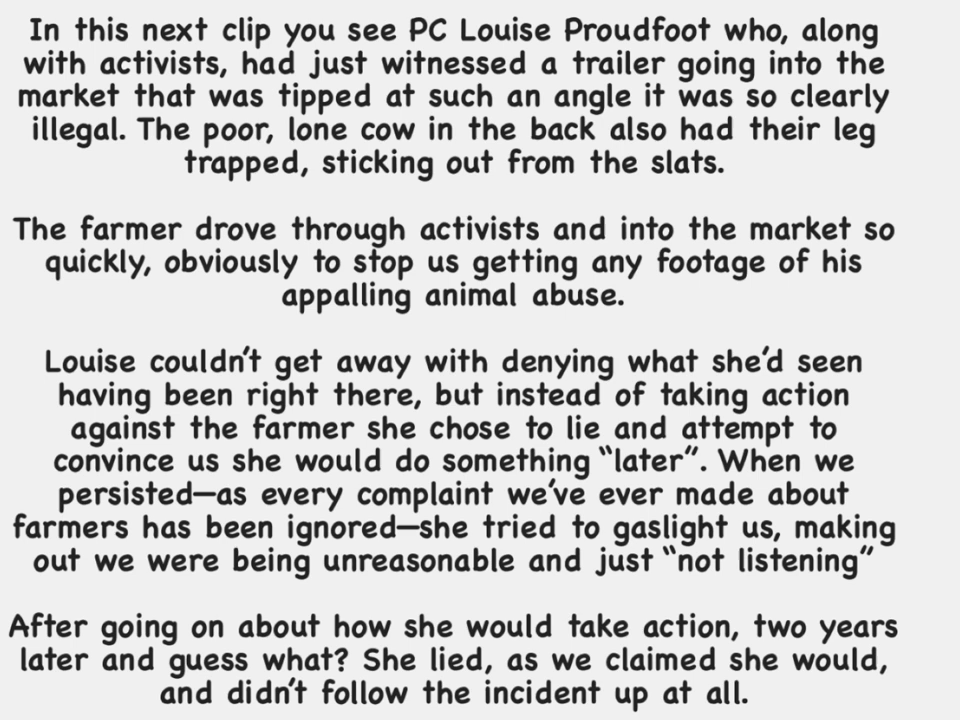 In this next clip you see PC Louise Proudfoot who, along
with activists, had just witnessed a trailer going into the
market that was tipped at such an angle it was so clearly
illegal. The poor, lone cow in the back also had their leg
trapped, sticking out from the slats.
The farmer drove through activists and into the market so
quickly, obviously to stop us getting any footage of his
appalling animal abuse.
Louise couldn't get away with denying what she'd seen
having been right there, but instead of taking action
against the farmer she chose to lie and attempt to
convince us she would do something “later”. When we
persisted—as every complaint we've ever made about
farmers has been ignored—she tried to gaslight us, making
out we were being unreasonable and just “not listening”
After going on about how she would take action, two years
later and guess what? She lied, as we claimed she would,
and didn't follow the incident up at all.